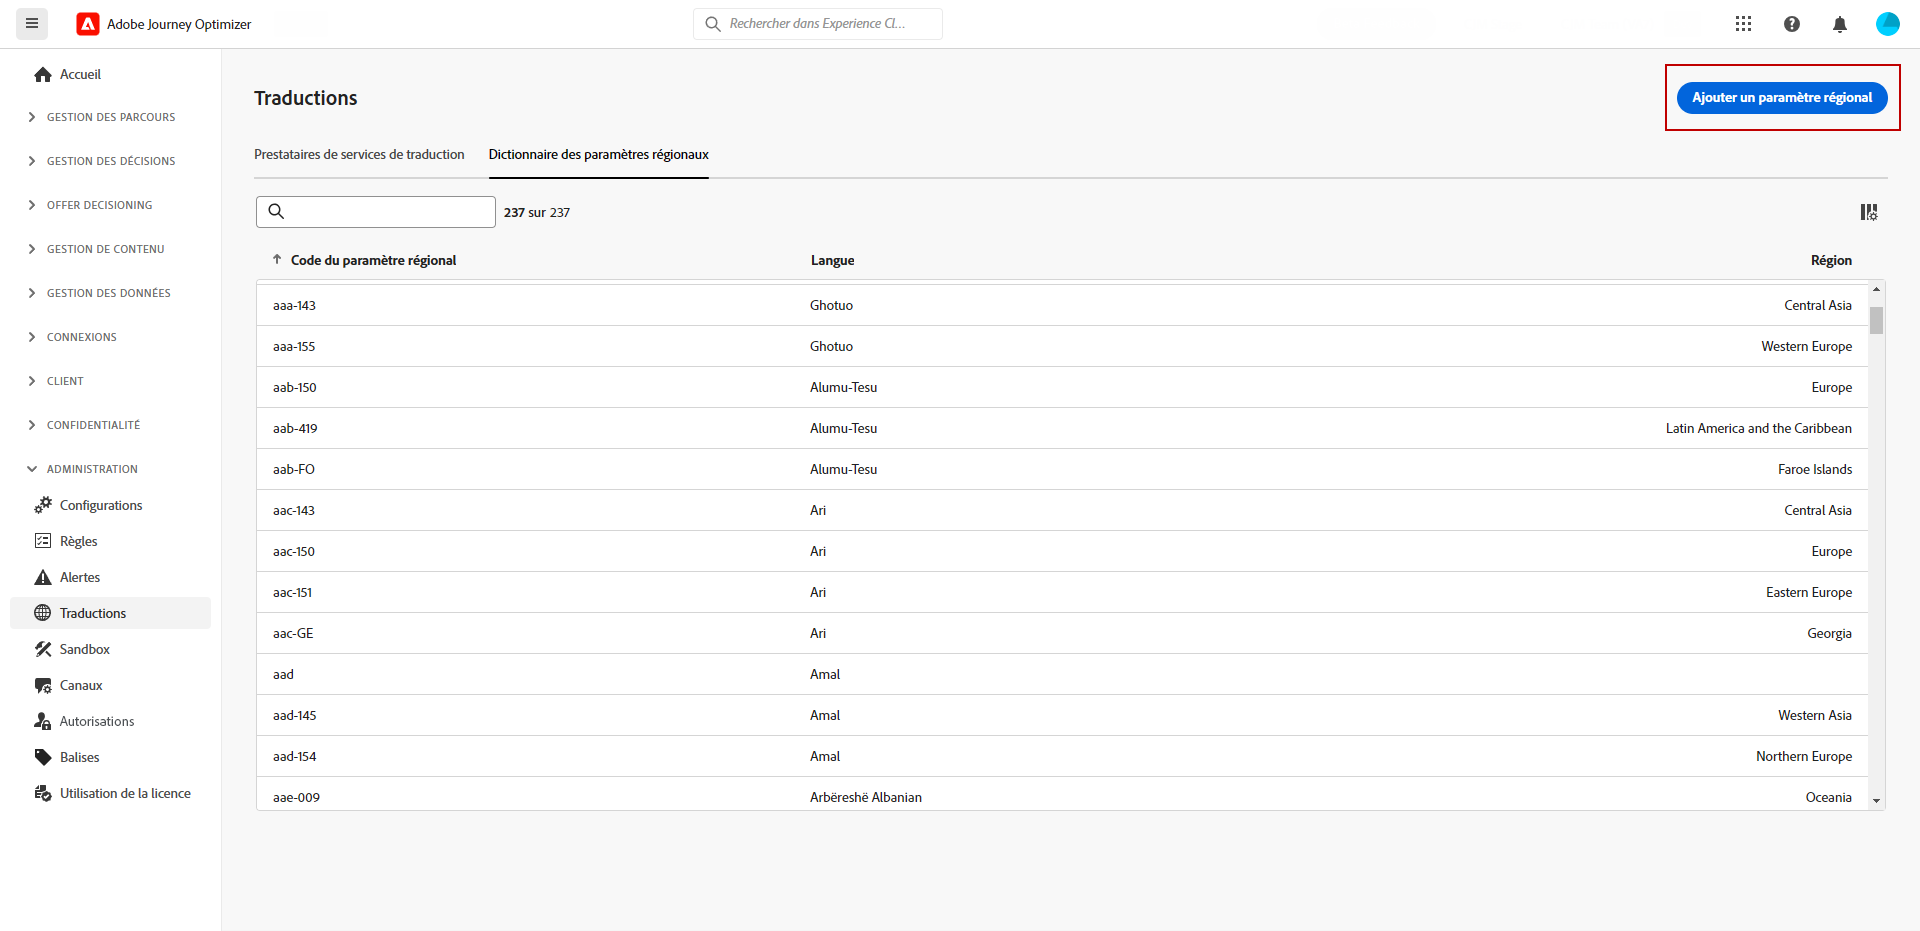 Adobe Journey Optimizer
Rechercher dans Experience Cl...
Accueil
GESTION DES PARCOURS
GESTION DES DÉCISIONS
OFFER DECISIONING
GESTION DE CONTENU
GESTION DES DONNÉES
CONNEXIONS
CLIENT
CONFIDENTIALITÉ
ADMINISTRATION
Configurations
Règles
Alertes
Traductions
Sandbox
Canaux
Autorisations
Balises
Utilisation de la licence
Traductions
Ajouter un paramètre régional
Prestataires de services de traduction Dictionnaire des paramètres régionaux
237 sur 237
Code du paramètre régional Langue Région
aaa-143 Ghotuo Central Asia
aaa-155 Ghotuo Western Europe
aab-150 Alumu-Tesu Europe
aab-419 Alumu-Tesu Latin America and the Caribbean
aab-FO Alumu-Tesu Faroe Islands
aac-143 Ari Central Asia
aac-150 Ari Europe
aac-151 Ari Eastern Europe
aac-GE Ari Georgia
aad Amal
aad-145 Amal Western Asia
aad-154 Amal Northern Europe
aae-009 Arbëreshë Albanian Oceania